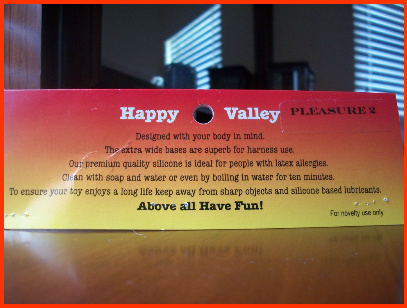 Happy Valley PLEASURE 2
Designed with your body in mind.
The extra wide bases are superb for harness use.
Our premium quality silicone is ideal for people with latex allergies.
Clean with soap and water or even by boiling in water for ten minutes.
To ensure your toy enjoys a long life keep away from sharp objects and silicone based lubricants.
Above all Have Fun!
For novelty use only